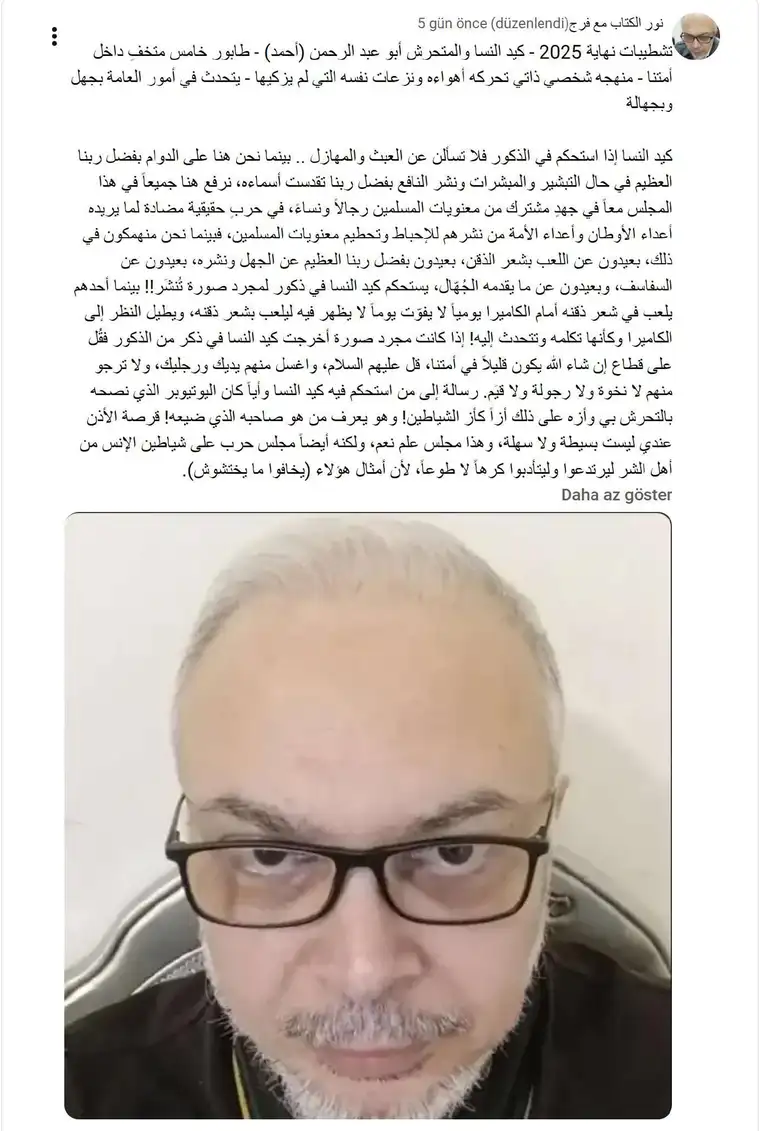 نور الكتاب مع فرج 5 gün önce (düzenlendi)
تشطيبات نهاية 2025 - كيد النسا والمتحرش أبو عبد الرحمن (أحمد) - طابور خامس متخفٍ داخل
أمتنا - منهجه شخصي ذاتي تحركه أهواءه ونزعات نفسه التي لم يزكيها - يتحدث في أمور العامة بجهل
وبجهالة
كيد النسا إذا استحكم في الذكور فلا تسألن عن العبث والمهازل .. بينما نحن هنا على الدوام بفضل ربنا
العظيم في حال التبشير والمبشرات ونشر النافع بفضل ربنا تقدست أسماءه، نرفع هنا جميعاً في هذا
المجلس معاً في جهدٍ مشترك من معنويات المسلمين رجالاً ونساءً، في حربٍ حقيقية مضادة لما يريده
أعداء الأوطان وأعداء الأمة من نشرهم للإحباط وتحطيم معنويات المسلمين، فبينما نحن منهمكون في
ذلك، بعيدون عن اللعب بشعر الذقن، بعيدون بفضل ربنا العظيم عن الجهل ونشره، بعيدون عن
السفاسف، وبعيدون عن ما يقدمه الجُهّال، يستحكم كيد النسا في ذكور لمجرد صورة تُنشَر!! بينما أحدهم
يلعب في شعر ذقنه أمام الكاميرا يومياً لا يفوّت يوماً لا يظهر فيه ليلعب بشعر ذقنه، ويطيل النظر إلى
الكاميرا وكأنها تكلمه وتتحدث إليه! إذا كانت مجرد صورة أخرجت كيد النسا في ذكر من الذكور فقُل
على قطاع إن شاء الله يكون قليلاً في أمتنا، قل عليهم السلام، واغسل منهم يديك ورجليك، ولا ترجو
منهم لا نخوة ولا رجولة ولا قيَم. رسالة إلى من استحكم فيه كيد النسا وأياً كان اليوتيوبر الذي نصحه
بالتحرش بي وأزه على ذلك أزاً كأز الشياطين! وهو يعرف من هو صاحبه الذي ضيعه! قرصة الأذن
عندي ليست بسيطة ولا سهلة، وهذا مجلس علم نعم، ولكنه أيضاً مجلس حرب على شياطين الإنس من
أهل الشر ليرتدعوا وليتأدبوا كرهاً لا طوعاً، لأن أمثال هؤلاء (يخافوا ما يختشوش).
Daha az göster